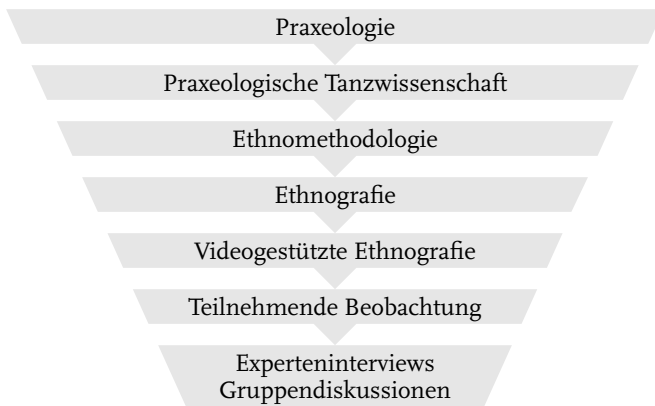 Praxeologie
Praxeologische Tanzwissenschaft
Ethnomethodologie
Ethnografie
Videogestützte Ethnografie
Teilnehmende Beobachtung
Experteninterviews
Gruppendiskussionen